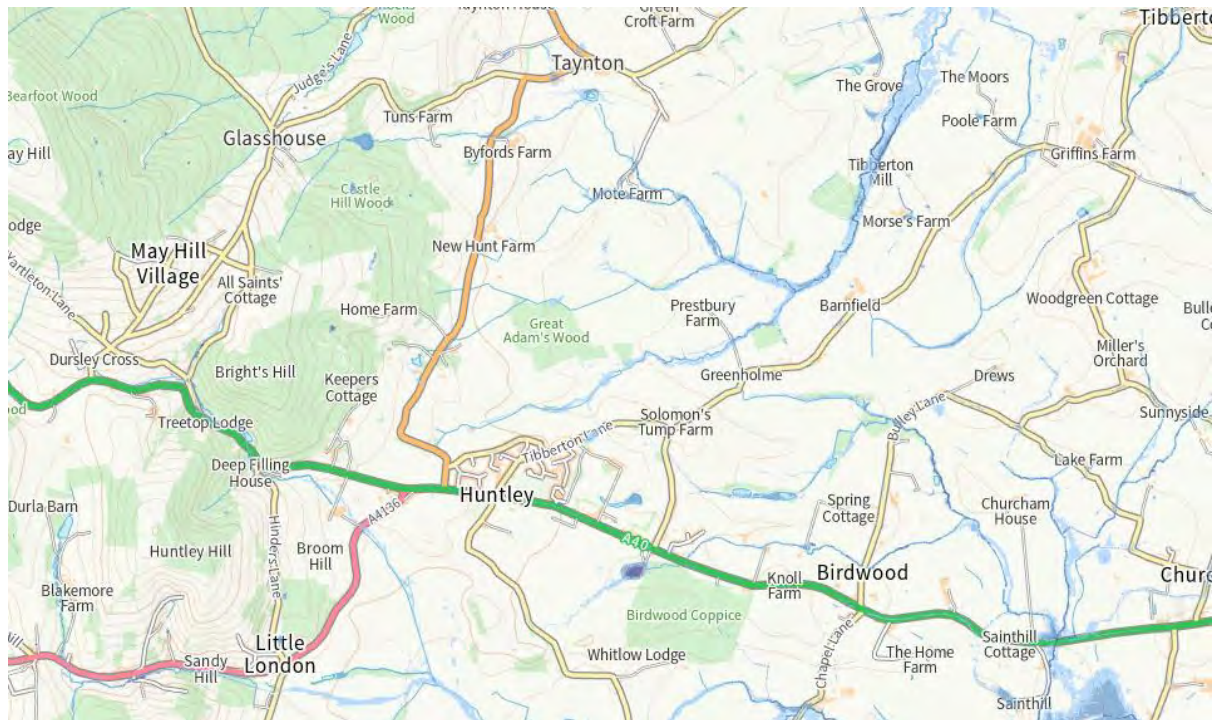 Taynton House
Green
Croft Farm
Tibberto
Judge's Lane
Taynton
The Grove
The Moors
Bearfoot Wood
Tuns Farm
Poole Farm
Glasshouse
ay Hill
Byfords Farm
Griffins Farm
Tibberton
Mill
Castle
Hill Wood
Mote Farm
Morse's Farm
odge
May Hill
Village
New Hunt Farm
Yartleton Lane
All Saints'
Cottage
Home Farm
Prestbury
Farm
Barnfield
Woodgreen Cottage
Great
Adam's Wood
Dursley Cross
Bright's Hill
Miller's
Orchard
Keepers
Cottage
Greenholme
Drews
ood
Treetop Lodge
Solomon's
Tump Farm
Bulley Lane
Sunnyside
Tibberton Lane
Deep Filling
House
Lake Farm
Huntley
A4136
Durla Barn
Spring
Cottage
Churcham
House
Hinders Lane
A40
Huntley Hill
Broom
Hill
Birdwood
Knoll
Farm
Churc
Blakemore
Farm
Birdwood Coppice
Little
London
Sandy
Hill
Whitlow Lodge
Chapel Lane
The Home
Farm
Sainthill
Cottage
Sainthill